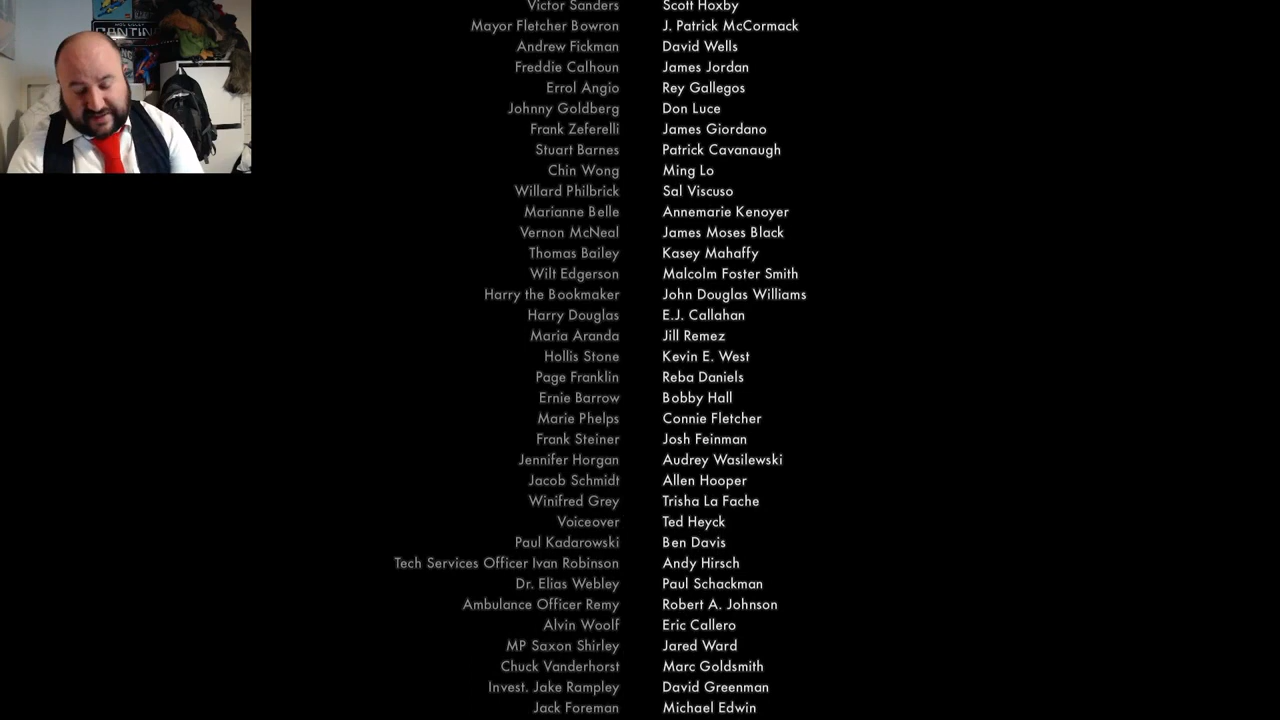 CANTINA
Victor Sanders Scott Hoxby
Mayor Fletcher Bowron J. Patrick McCormack
Andrew Fickman David Wells
Freddie Calhoun James Jordan
Errol Angio Rey Gallegos
Johnny Goldberg Don Luce
Frank Zeferelli James Giordano
Stuart Barnes Patrick Cavanaugh
Chin Wong Ming Lo
Willard Philbrick Sal Viscuso
Marianne Belle Annemarie Kenoyer
Vernon McNeal James Moses Black
Thomas Bailey Kasey Mahaffy
Wilt Edgerson Malcolm Foster Smith
Harry the Bookmaker John Douglas Williams
Harry Douglas E.J. Callahan
Maria Aranda Jill Remez
Hollis Stone Kevin E. West
Page Franklin Reba Daniels
Ernie Barrow Bobby Hall
Marie Phelps Connie Fletcher
Frank Steiner Josh Feinman
Jennifer Horgan Audrey Wasilewski
Jacob Schmidt Allen Hooper
Winifred Grey Trisha La Fache
Voiceover Ted Heyck
Paul Kadarowski Ben Davis
Tech Services Officer Ivan Robinson Andy Hirsch
Dr. Elias Webley Paul Schackman
Ambulance Officer Remy Robert A. Johnson
Alvin Woolf Eric Callero
MP Saxon Shirley Jared Ward
Chuck Vanderhorst Marc Goldsmith
Invest. Jake Rampley David Greenman
Jack Foreman Michael Edwin